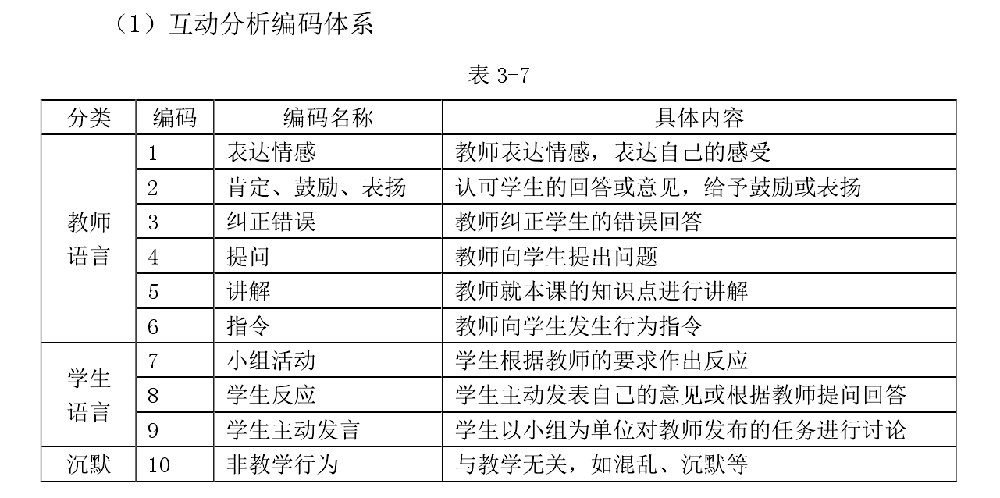 （1）互动分析编码体系
表 3-7
分类 编码 编码名称 具体内容
教师语言 1 表达情感 教师表达情感，表达自己的感受
2 肯定、鼓励、表扬 认可学生的回答或意见，给予鼓励或表扬
3 纠正错误 教师纠正学生的错误回答
4 提问 教师向学生提出问题
5 讲解 教师就本课的知识点进行讲解
6 指令 教师向学生发生行为指令
学生语言 7 小组活动 学生根据教师的要求作出反应
8 学生反应 学生主动发表自己的意见或根据教师提问回答
9 学生主动发言 学生以小组为单位对教师发布的任务进行讨论
沉默 10 非教学行为 与教学无关，如混乱、沉默等